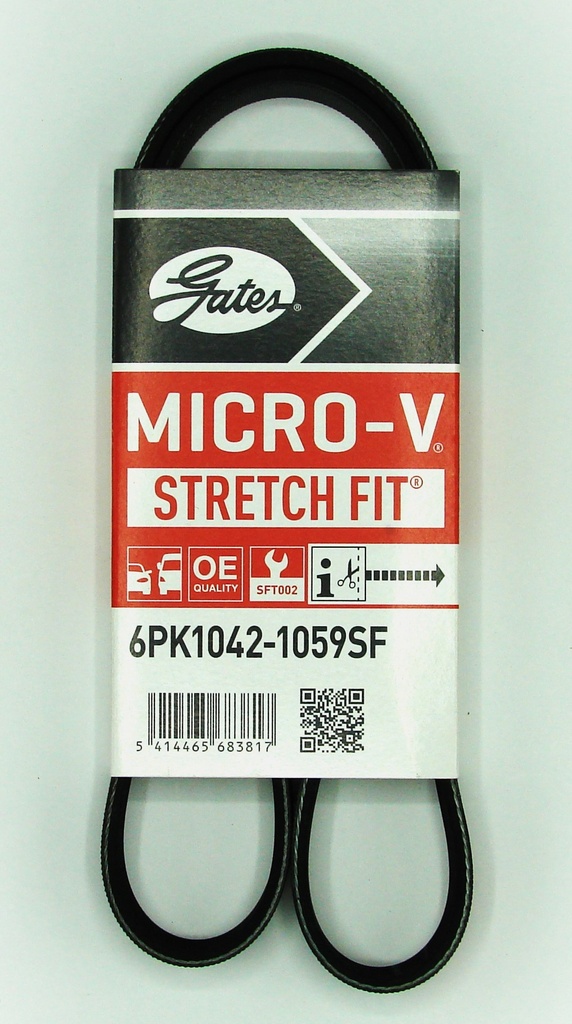 Gates®
MICRO-V®
STRETCH FIT®
OE
QUALITY
SFT002
i
6PK1042-1059SF
5 414465 683817